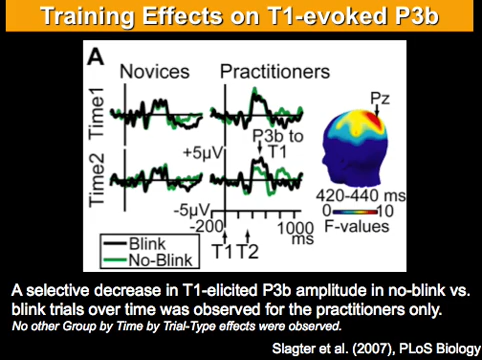 Training Effects on T1-evoked P3b
A
Novices
Practitioners
Time1
Pz
P3b to
T1
Time2
+5µV
-5µV
-200
1000
ms
420-440 ms
0
10
F-values
T1
T2
Blink
No-Blink
A selective decrease in T1-elicited P3b amplitude in no-blink vs.
blink trials over time was observed for the practitioners only.
No other Group by Time by Trial-Type effects were observed.
Slagter et al. (2007), PLoS Biology